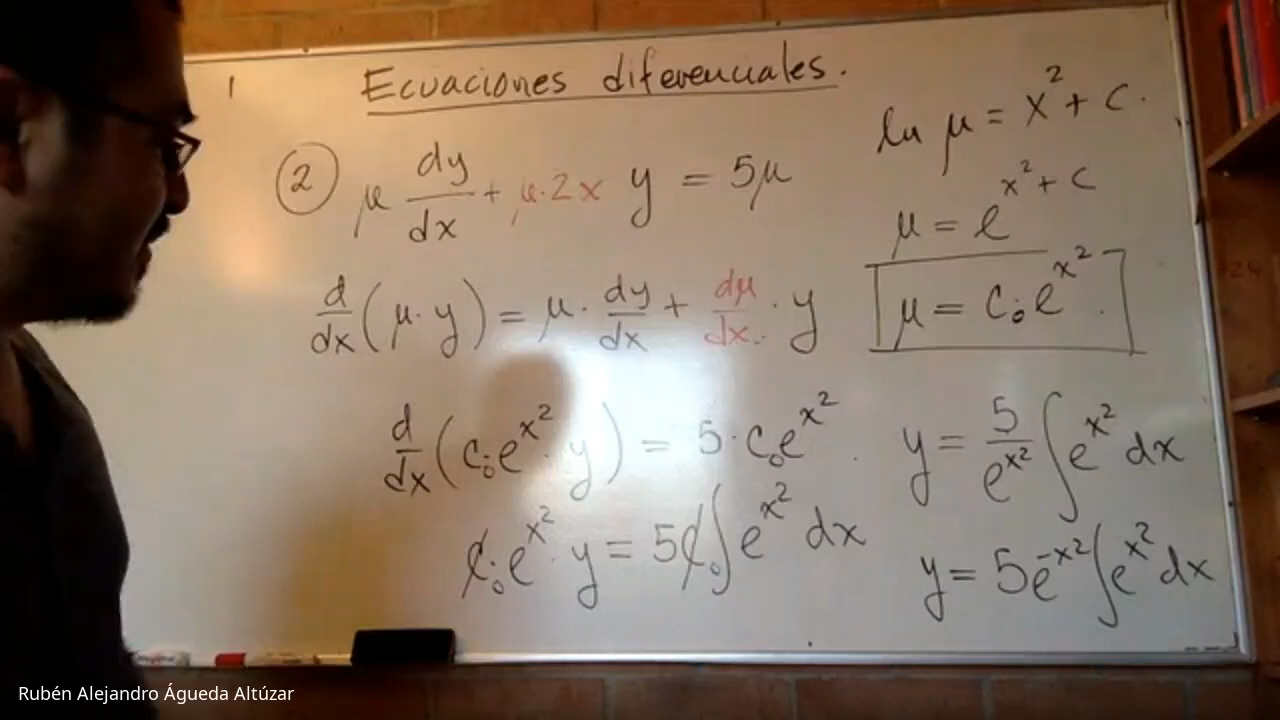 Ecuaciones diferenciales.
② μ dy/dx + μ·2x y = 5μ
d/dx (μ·y) = μ·dy/dx + dμ/dx · y
d/dx (c₀e^{x²}·y) = 5·c₀e^{x²}.
c₀e^{x²}·y = 5c₀∫e^{x²} dx
ln μ = x² + c.
μ = e^{x²+c}
μ = c₀e^{x²}.
y = 5/e^{x²} ∫e^{x²} dx
y = 5e^{-x²}∫e^{x²}dx
Rubén Alejandro Águeda Altúzar